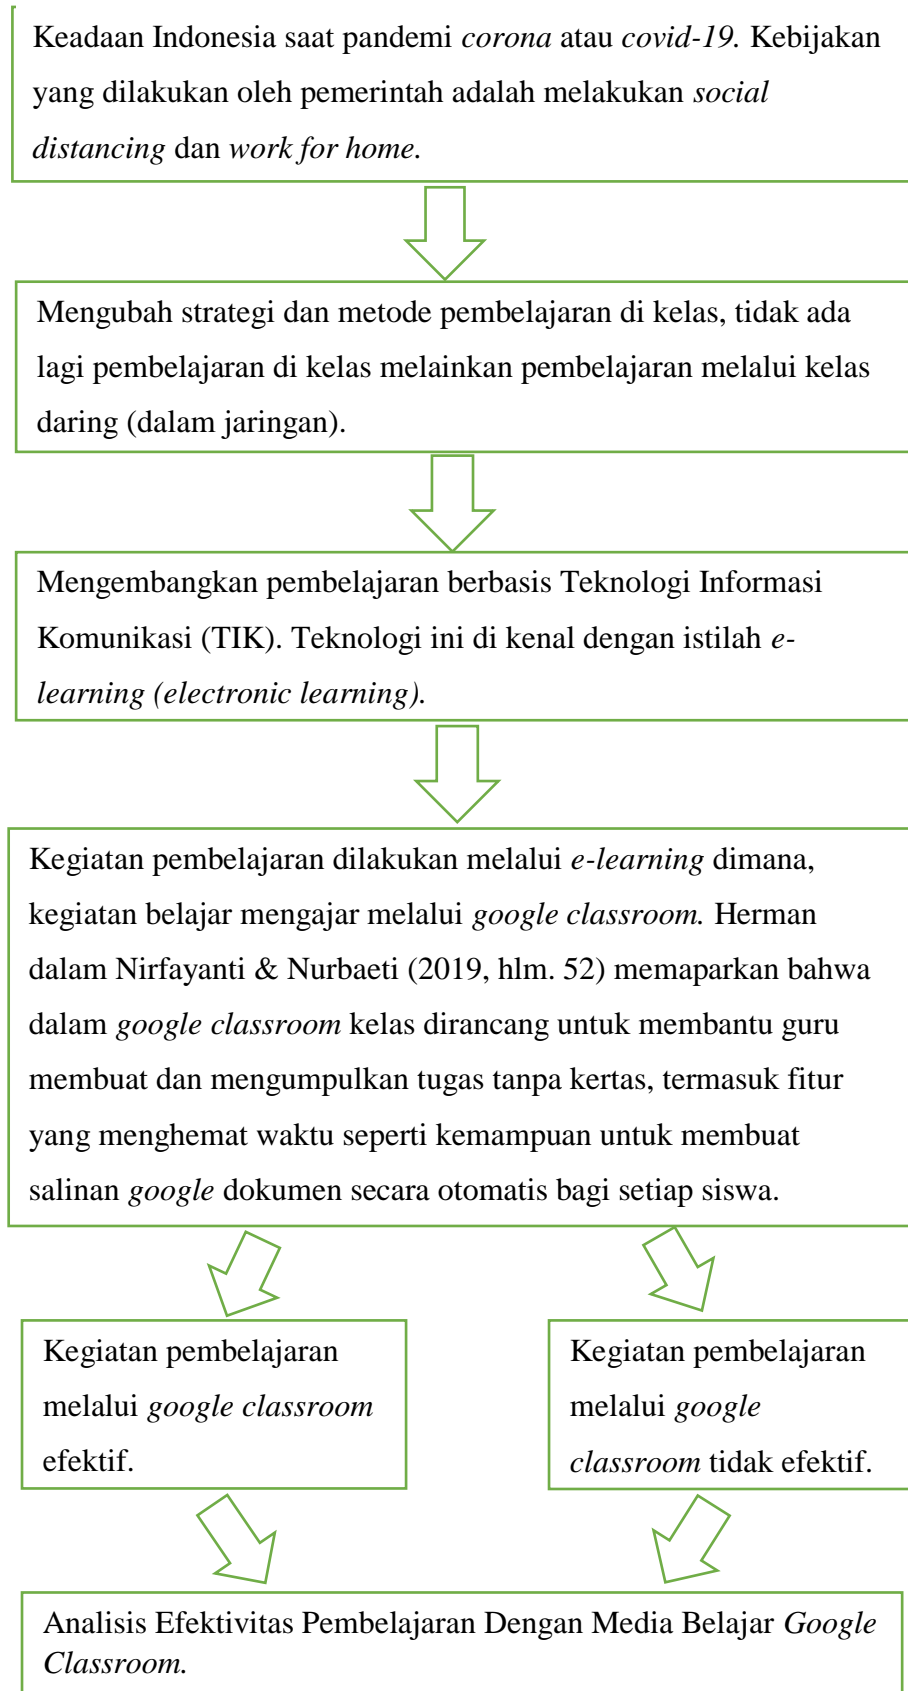 Keadaan Indonesia saat pandemi corona atau covid-19. Kebijakan
yang dilakukan oleh pemerintah adalah melakukan social
distancing dan work for home.
Mengubah strategi dan metode pembelajaran di kelas, tidak ada
lagi pembelajaran di kelas melainkan pembelajaran melalui kelas
daring (dalam jaringan).
Mengembangkan pembelajaran berbasis Teknologi Informasi
Komunikasi (TIK). Teknologi ini di kenal dengan istilah e-
learning (electronic learning).
Kegiatan pembelajaran dilakukan melalui e-learning dimana,
kegiatan belajar mengajar melalui google classroom. Herman
dalam Nirfayanti & Nurbaeti (2019, hlm. 52) memaparkan bahwa
dalam google classroom kelas dirancang untuk membantu guru
membuat dan mengumpulkan tugas tanpa kertas, termasuk fitur
yang menghemat waktu seperti kemampuan untuk membuat
salinan google dokumen secara otomatis bagi setiap siswa.
Kegiatan pembelajaran
melalui google classroom
efektif.
Kegiatan pembelajaran
melalui google
classroom tidak efektif.
Analisis Efektivitas Pembelajaran Dengan Media Belajar Google
Classroom.